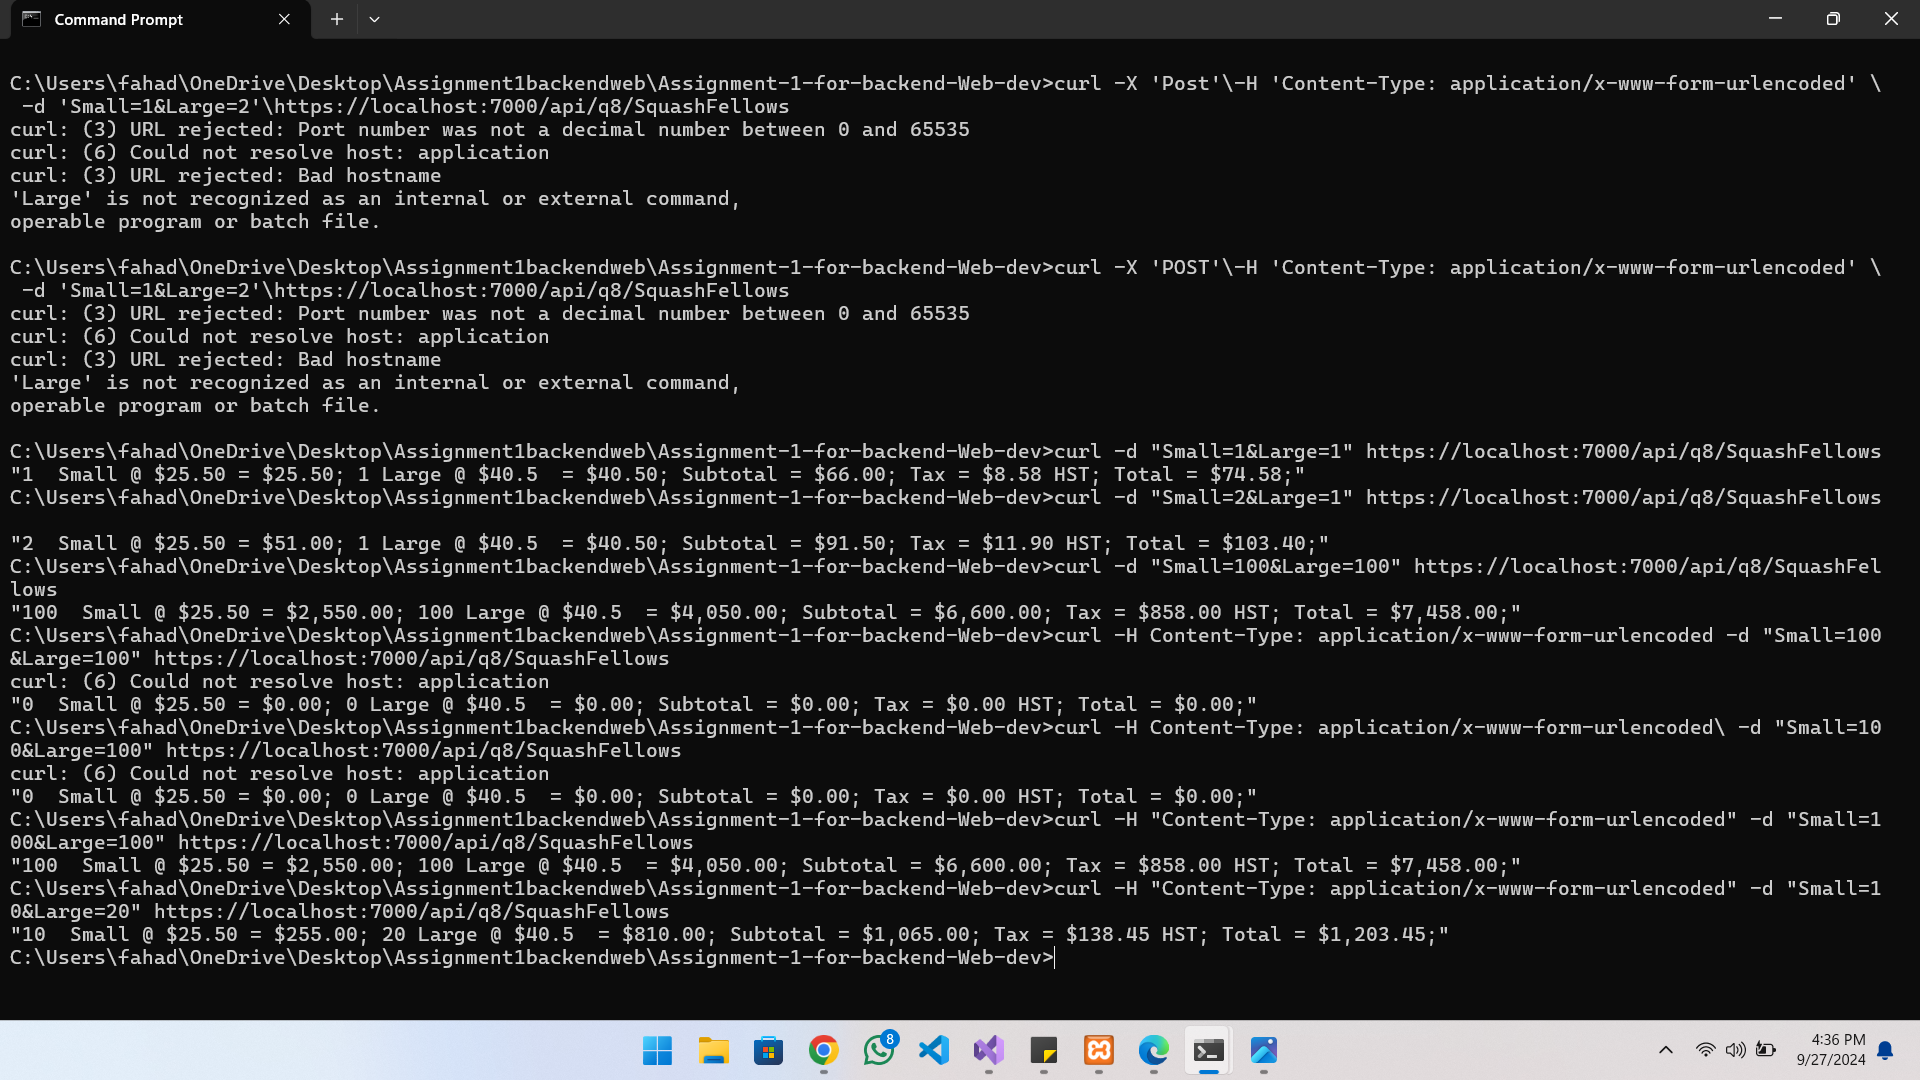 Command Prompt
C:\Users\fahad\OneDrive\Desktop\Assignment1backendweb\Assignment-1-for-backend-Web-dev>curl -X 'Post'\-H 'Content-Type: application/x-www-form-urlencoded' \
 -d 'Small=1&Large=2'\https://localhost:7000/api/q8/SquashFellows
curl: (3) URL rejected: Port number was not a decimal number between 0 and 65535
curl: (6) Could not resolve host: application
curl: (3) URL rejected: Bad hostname
'Large' is not recognized as an internal or external command,
operable program or batch file.
C:\Users\fahad\OneDrive\Desktop\Assignment1backendweb\Assignment-1-for-backend-Web-dev>curl -X 'POST'\-H 'Content-Type: application/x-www-form-urlencoded' \
 -d 'Small=1&Large=2'\https://localhost:7000/api/q8/SquashFellows
curl: (3) URL rejected: Port number was not a decimal number between 0 and 65535
curl: (6) Could not resolve host: application
curl: (3) URL rejected: Bad hostname
'Large' is not recognized as an internal or external command,
operable program or batch file.
C:\Users\fahad\OneDrive\Desktop\Assignment1backendweb\Assignment-1-for-backend-Web-dev>curl -d "Small=1&Large=1" https://localhost:7000/api/q8/SquashFellows
"1  Small @ $25.50 = $25.50; 1 Large @ $40.5  = $40.50; Subtotal = $66.00; Tax = $8.58 HST; Total = $74.58;"
C:\Users\fahad\OneDrive\Desktop\Assignment1backendweb\Assignment-1-for-backend-Web-dev>curl -d "Small=2&Large=1" https://localhost:7000/api/q8/SquashFellows
"2  Small @ $25.50 = $51.00; 1 Large @ $40.5  = $40.50; Subtotal = $91.50; Tax = $11.90 HST; Total = $103.40;"
C:\Users\fahad\OneDrive\Desktop\Assignment1backendweb\Assignment-1-for-backend-Web-dev>curl -d "Small=100&Large=100" https://localhost:7000/api/q8/SquashFel
lows
"100  Small @ $25.50 = $2,550.00; 100 Large @ $40.5  = $4,050.00; Subtotal = $6,600.00; Tax = $858.00 HST; Total = $7,458.00;"
C:\Users\fahad\OneDrive\Desktop\Assignment1backendweb\Assignment-1-for-backend-Web-dev>curl -H Content-Type: application/x-www-form-urlencoded -d "Small=100
&Large=100" https://localhost:7000/api/q8/SquashFellows
curl: (6) Could not resolve host: application
"0  Small @ $25.50 = $0.00; 0 Large @ $40.5  = $0.00; Subtotal = $0.00; Tax = $0.00 HST; Total = $0.00;"
C:\Users\fahad\OneDrive\Desktop\Assignment1backendweb\Assignment-1-for-backend-Web-dev>curl -H Content-Type: application/x-www-form-urlencoded\ -d "Small=10
0&Large=100" https://localhost:7000/api/q8/SquashFellows
curl: (6) Could not resolve host: application
"0  Small @ $25.50 = $0.00; 0 Large @ $40.5  = $0.00; Subtotal = $0.00; Tax = $0.00 HST; Total = $0.00;"
C:\Users\fahad\OneDrive\Desktop\Assignment1backendweb\Assignment-1-for-backend-Web-dev>curl -H "Content-Type: application/x-www-form-urlencoded" -d "Small=1
00&Large=100" https://localhost:7000/api/q8/SquashFellows
"100  Small @ $25.50 = $2,550.00; 100 Large @ $40.5  = $4,050.00; Subtotal = $6,600.00; Tax = $858.00 HST; Total = $7,458.00;"
C:\Users\fahad\OneDrive\Desktop\Assignment1backendweb\Assignment-1-for-backend-Web-dev>curl -H "Content-Type: application/x-www-form-urlencoded" -d "Small=1
0&Large=20" https://localhost:7000/api/q8/SquashFellows
"10  Small @ $25.50 = $255.00; 20 Large @ $40.5  = $810.00; Subtotal = $1,065.00; Tax = $138.45 HST; Total = $1,203.45;"
C:\Users\fahad\OneDrive\Desktop\Assignment1backendweb\Assignment-1-for-backend-Web-dev>
8
4:36 PM
9/27/2024